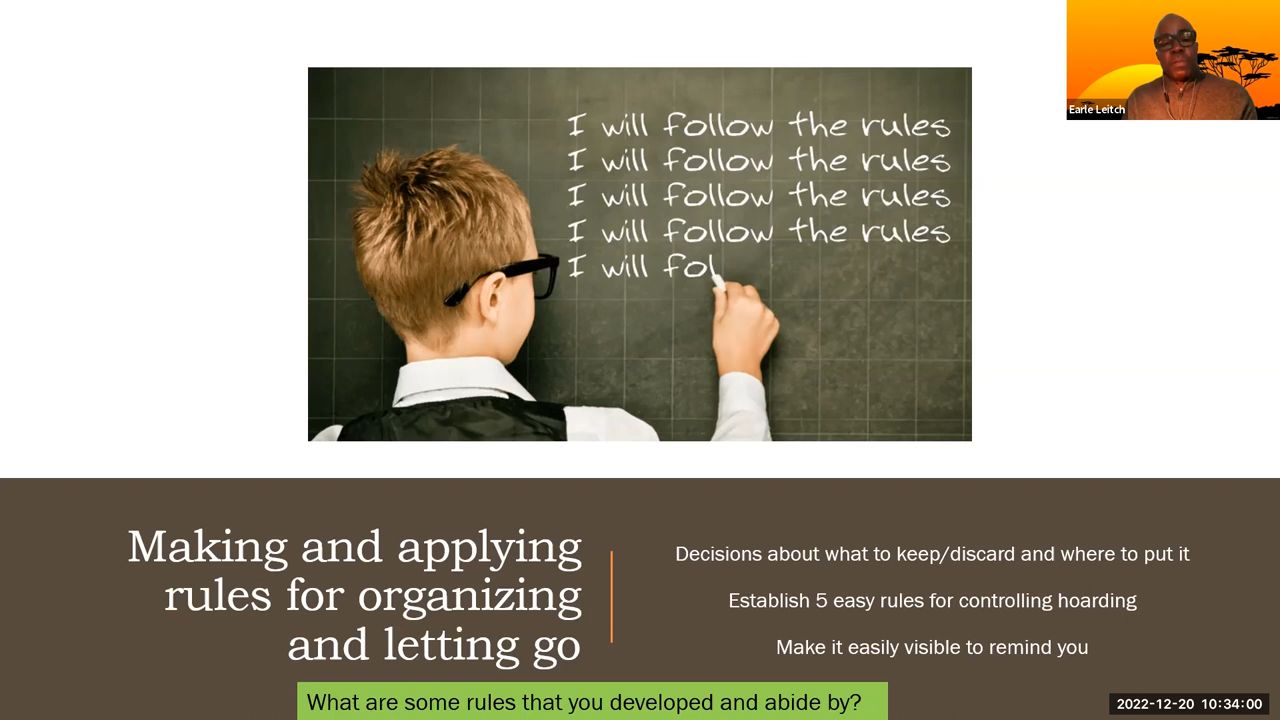 Earle Leitch
I will follow the rules
I will follow the rules
I will follow the rules
I will follow the rules
I will fol
Making and applying
rules for organizing
and letting go
Decisions about what to keep/discard and where to put it
Establish 5 easy rules for controlling hoarding
Make it easily visible to remind you
What are some rules that you developed and abide by?
2022-12-20 10:34:00